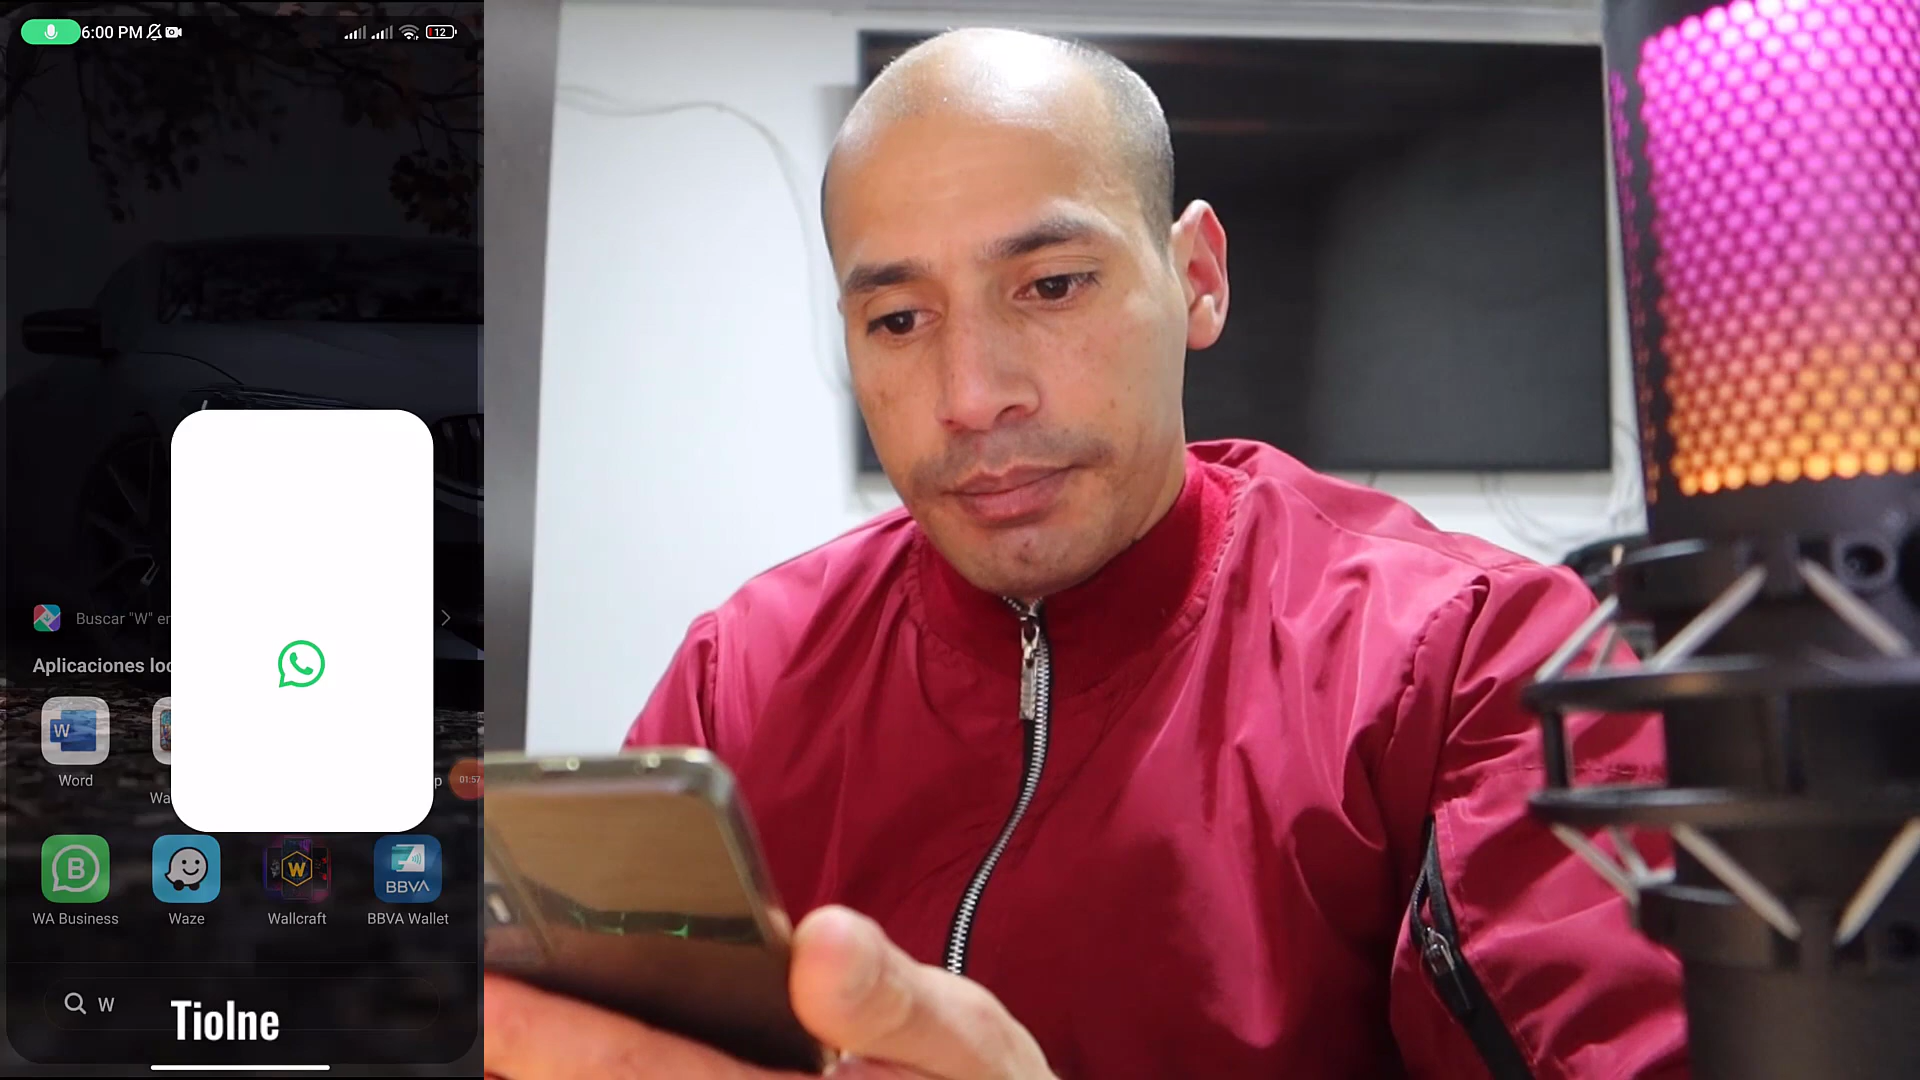 6:00 PM
12
Buscar "W" er
Aplicaciones loc
W
Word
Wa
p
01:57
B
W
BBVA
WA Business
Waze
Wallcraft
BBVA Wallet
W
Tiolne